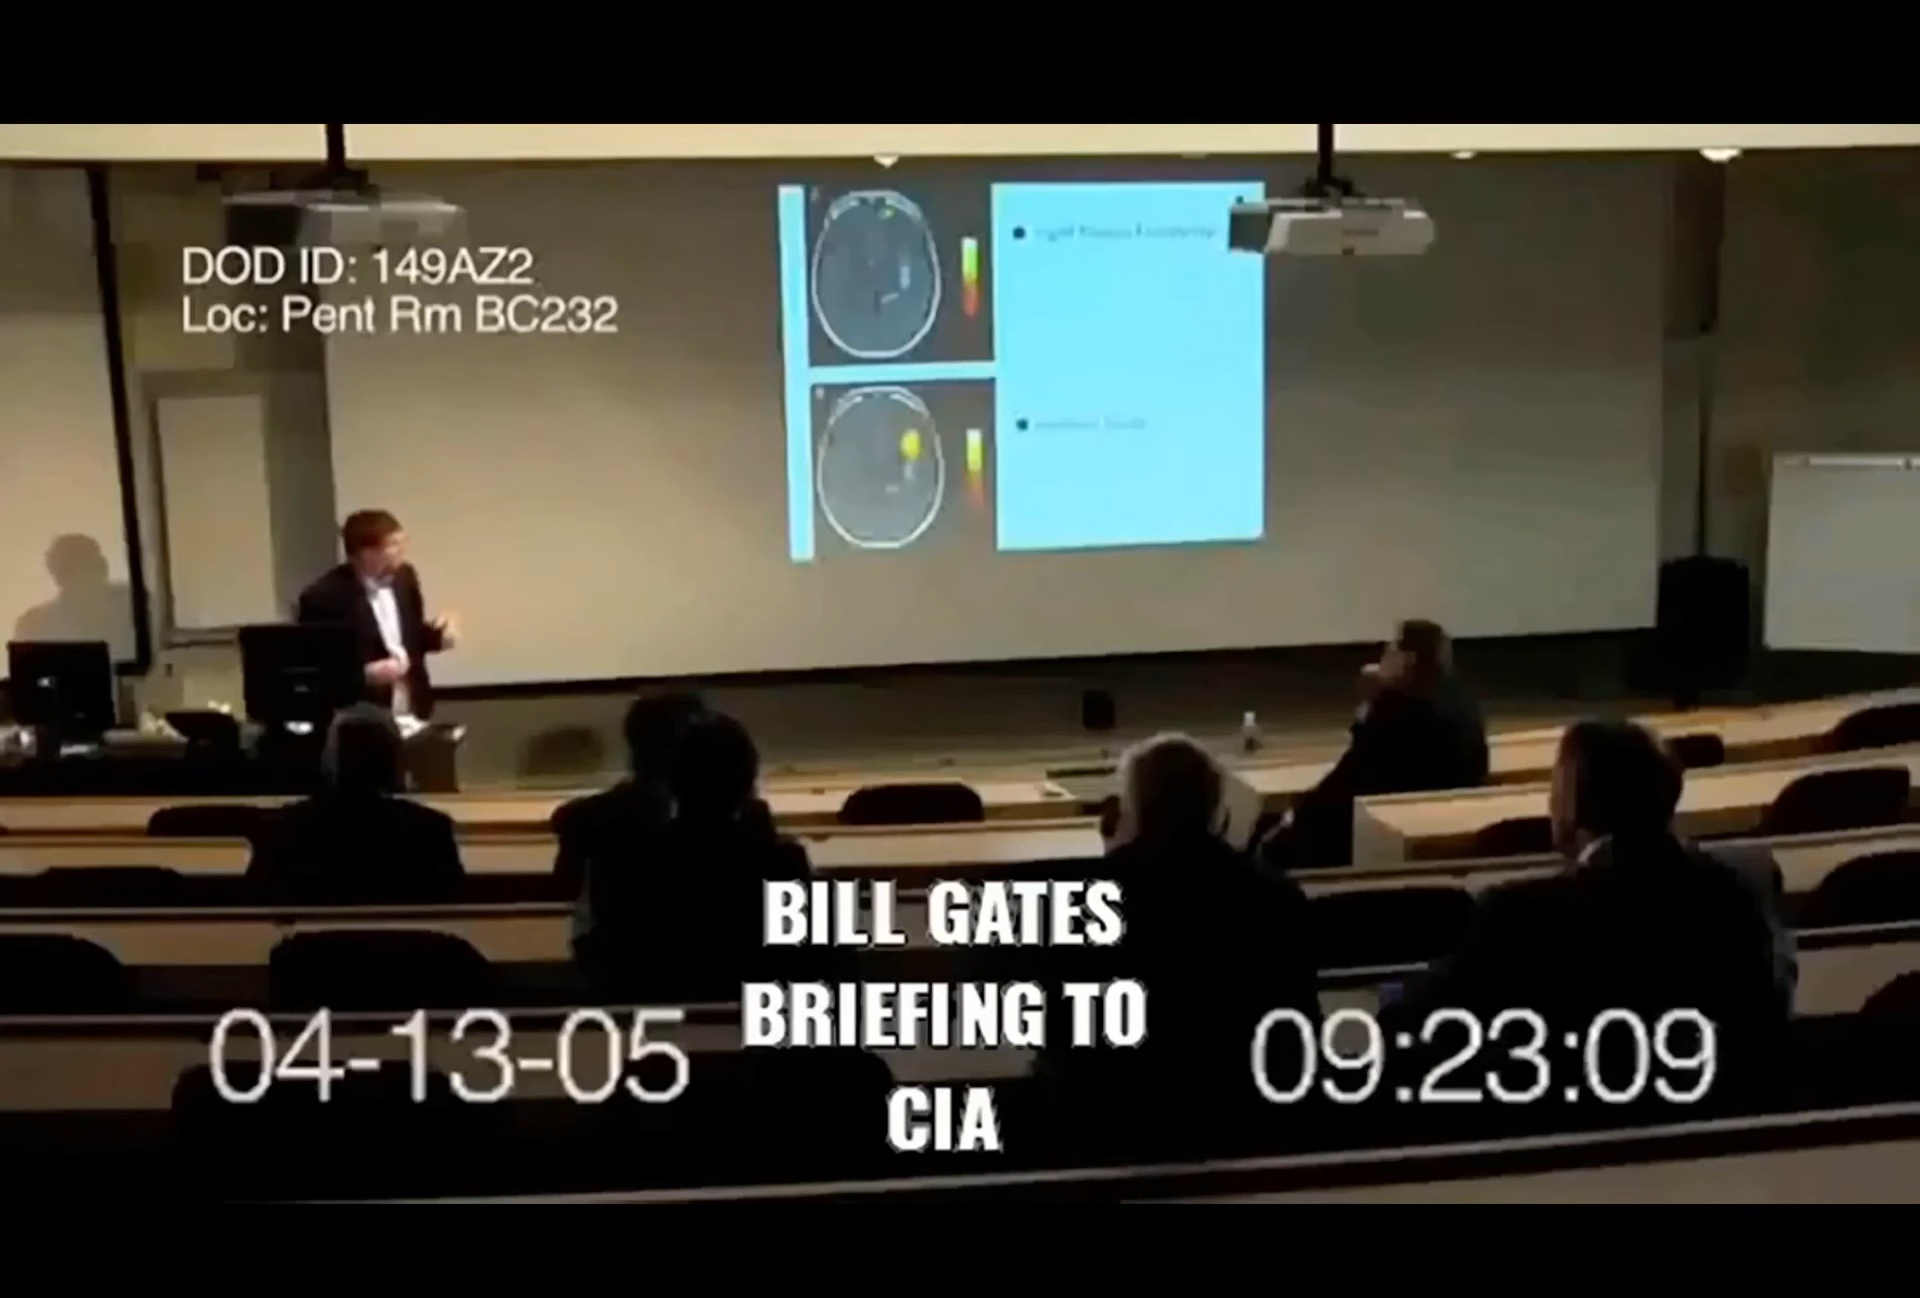 DOD ID: 149AZ2
Loc: Pent Rm BC232
BILL GATES
BRIEFING TO
CIA
04-13-05
09:23:09